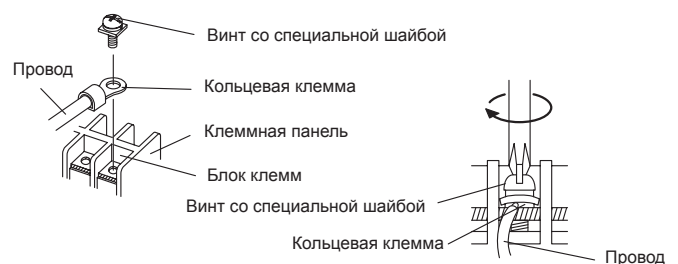 Винт со специальной шайбой
Провод
Кольцевая клемма
Клеммная панель
Блок клемм
Винт со специальной шайбой
Кольцевая клемма
Провод